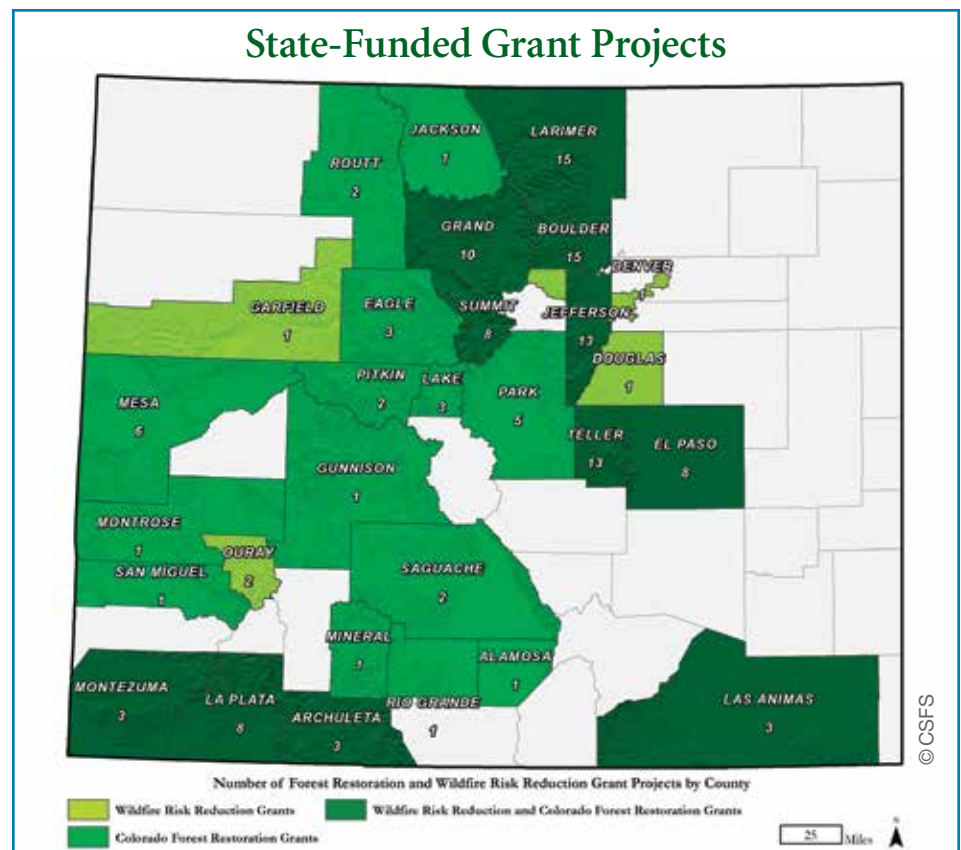 State-Funded Grant Projects
JACKSON
1
LARIMER
15
ROUTT
2
GRAND
10
BOULDER
15
DENVER
1
GARFIELD
1
EAGLE
3
SUMMIT
8
JEFFERSON
13
DOUGLAS
1
PITKIN
2
LAKE
3
PARK
5
MESA
6
TELLER
13
EL PASO
8
GUNNISON
1
MONTROSE
1
OURAY
2
SAN MIGUEL
1
SAGUACHE
2
MINERAL
1
ALAMOSA
1
RIO GRANDE
1
MONTEZUMA
3
LA PLATA
8
ARCHULETA
3
LAS ANIMAS
3
© CSFS
Number of Forest Restoration and Wildfire Risk Reduction Grant Projects by County
Wildfire Risk Reduction Grants
Wildfire Risk Reduction and Colorado Forest Restoration Grants
Colorado Forest Restoration Grants
25 Miles
N